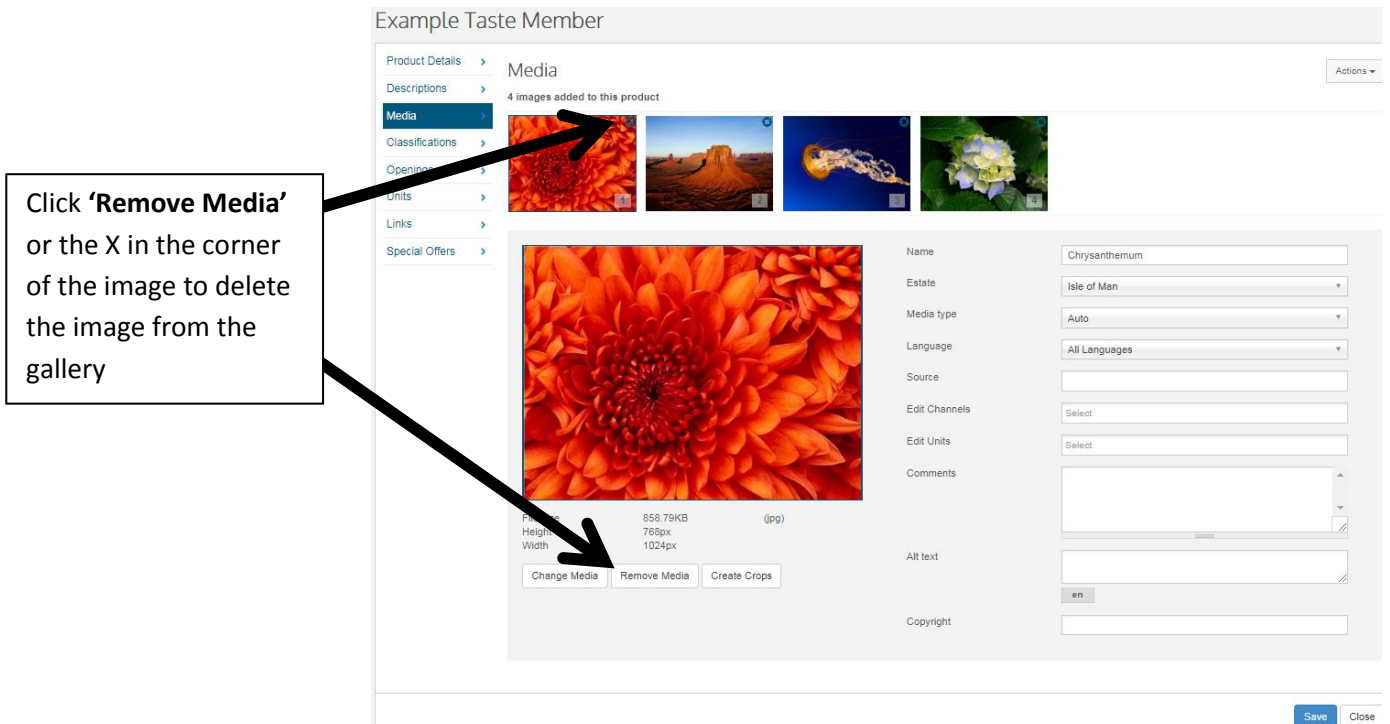 Example Taste Member
Product Details
Descriptions
Media
Classifications
Openings
Units
Links
Special Offers
Media
Actions
4 images added to this product
1
2
3
4
Click ‘Remove Media’
or the X in the corner
of the image to delete
the image from the
gallery
Name Chrysanthemum
Estate Isle of Man
Media type Auto
Language All Languages
Source
Edit Channels Select
Edit Units Select
Comments
Alt text
en
Copyright
858.79KB (jpg)
Height 768px
Width 1024px
Change Media Remove Media Create Crops
Save Close